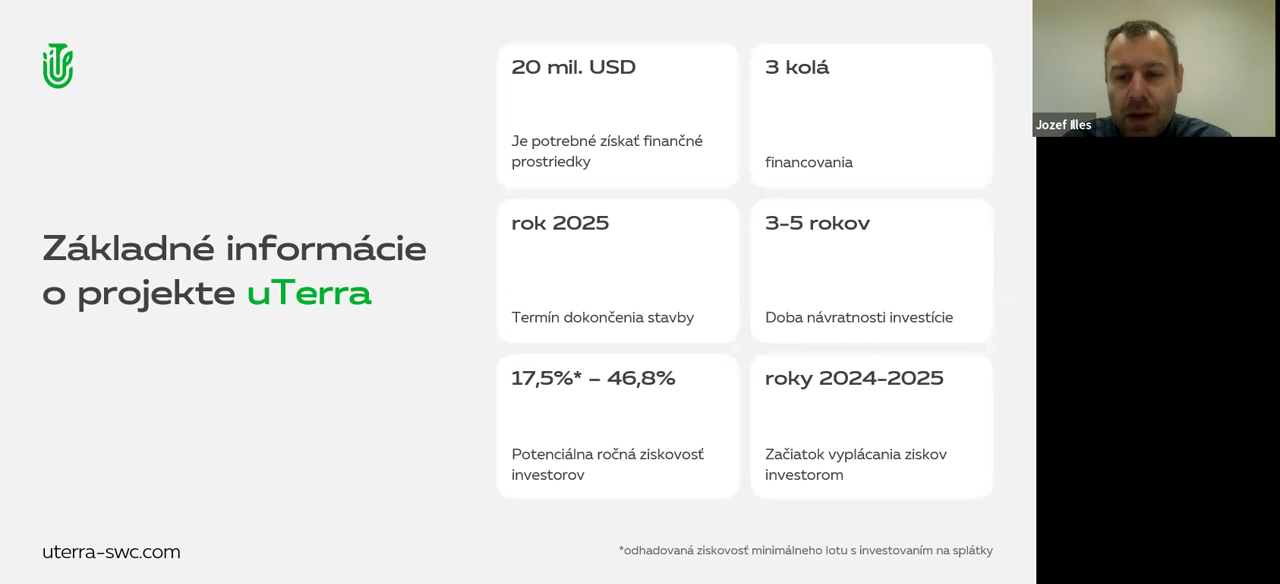 Základné informácie
o projekte uTerra
20 mil. USD
Je potrebné získať finančné
prostriedky
3 kolá
financovania
rok 2025
Termín dokončenia stavby
3-5 rokov
Doba návratnosti investície
17,5%* – 46,8%
Potenciálna ročná ziskovosť
investorov
roky 2024-2025
Začiatok vyplácania ziskov
investorom
uterra-swc.com
*odhadovaná ziskovosť minimálneho lotu s investovaním na splátky
Jozef Illes